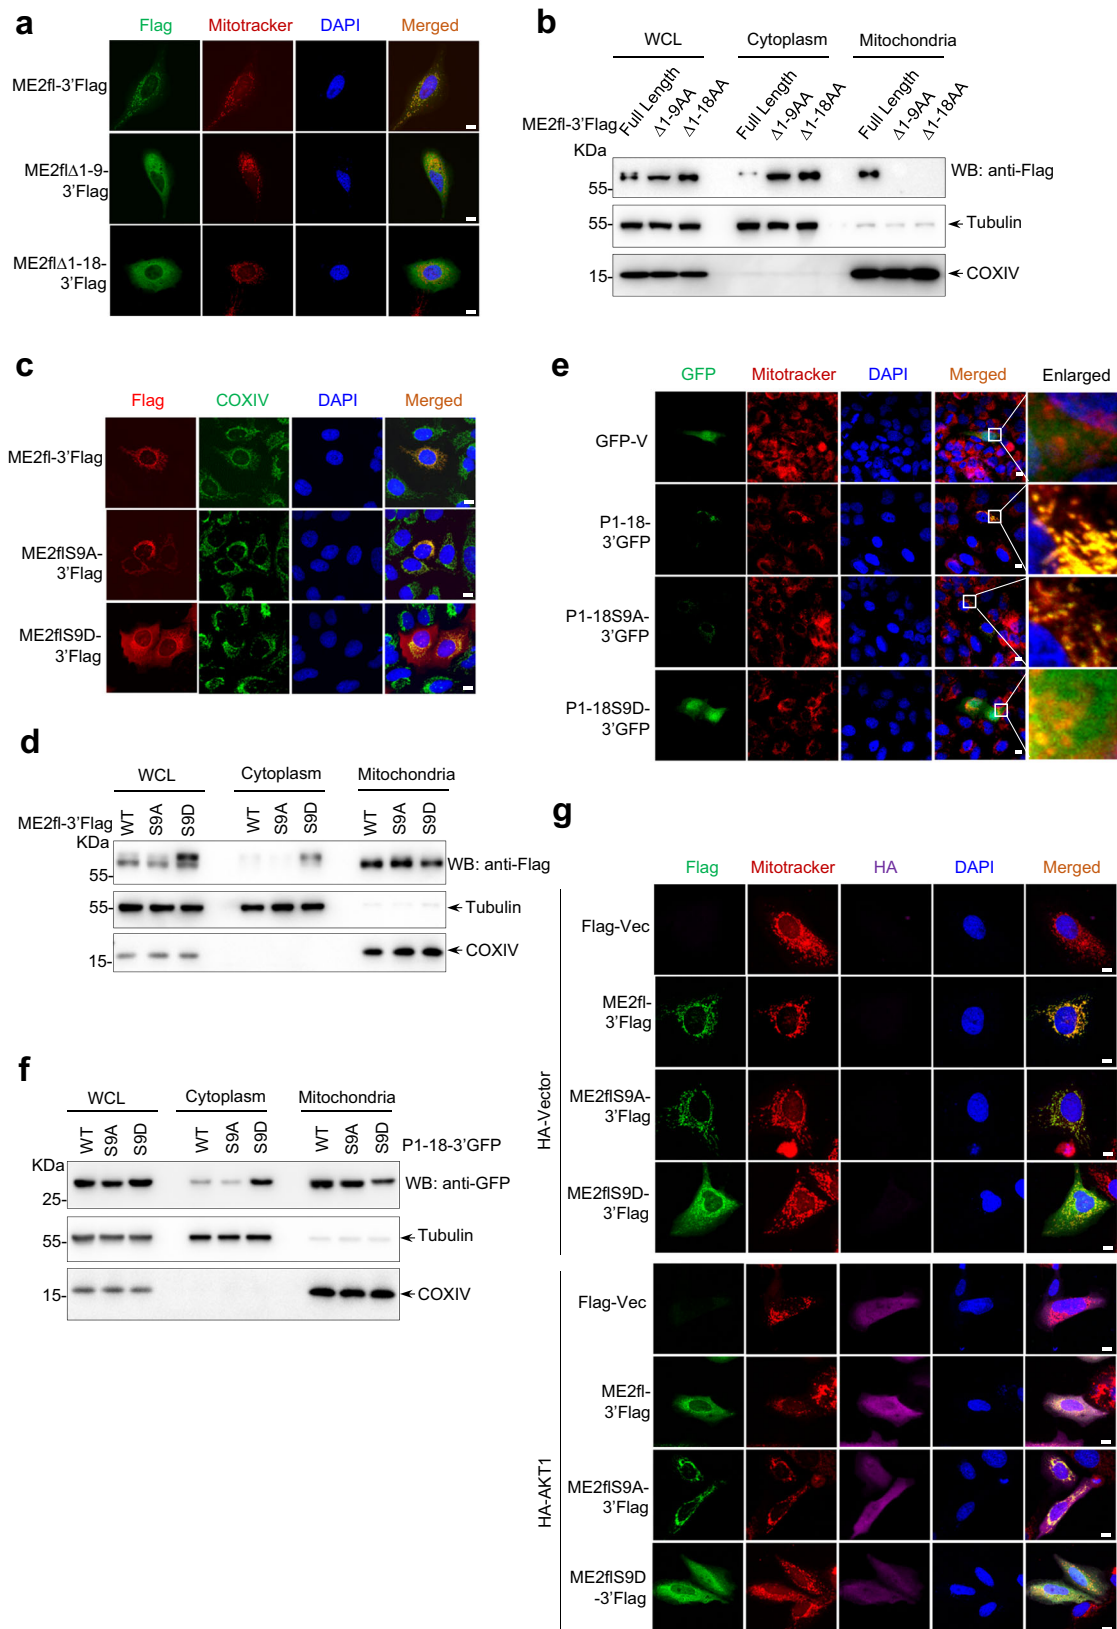 a
Flag Mitotracker DAPI Merged
ME2fl-3'Flag
ME2flΔ1-9-
3'Flag
ME2flΔ1-18-
3'Flag
b
WCL Cytoplasm Mitochondria
ME2fl-3'Flag Full Length Δ1-9AA Δ1-18AA Full Length Δ1-9AA Δ1-18AA Full Length Δ1-9AA Δ1-18AA
KDa
55- WB: anti-Flag
55- Tubulin
15- COXIV
c
Flag COXIV DAPI Merged
ME2fl-3'Flag
ME2flS9A-
3'Flag
ME2flS9D-
3'Flag
e
GFP Mitotracker DAPI Merged Enlarged
GFP-V
P1-18-
3'GFP
P1-18S9A-
3'GFP
P1-18S9D-
3'GFP
d
WCL Cytoplasm Mitochondria
ME2fl-3'Flag WT S9A S9D WT S9A S9D WT S9A S9D
KDa
55- WB: anti-Flag
55- Tubulin
15- COXIV
f
WCL Cytoplasm Mitochondria
WT S9A S9D WT S9A S9D WT S9A S9D P1-18-3'GFP
KDa
25- WB: anti-GFP
55- Tubulin
15- COXIV
g
Flag Mitotracker HA DAPI Merged
HA-Vector
Flag-Vec
ME2fl-
3'Flag
ME2flS9A-
3'Flag
ME2flS9D-
3'Flag
HA-AKT1
Flag-Vec
ME2fl-
3'Flag
ME2flS9A-
3'Flag
ME2flS9D
-3'Flag